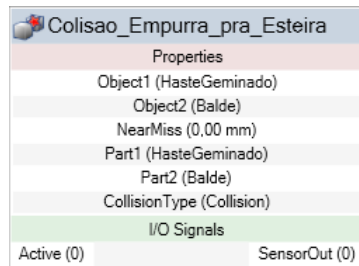 Colisao_Empurra_pra_Esteira
Properties
Object1 (HasteGeminado)
Object2 (Balde)
NearMiss (0,00 mm)
Part1 (HasteGeminado)
Part2 (Balde)
CollisionType (Collision)
I/O Signals
Active (0) SensorOut (0)